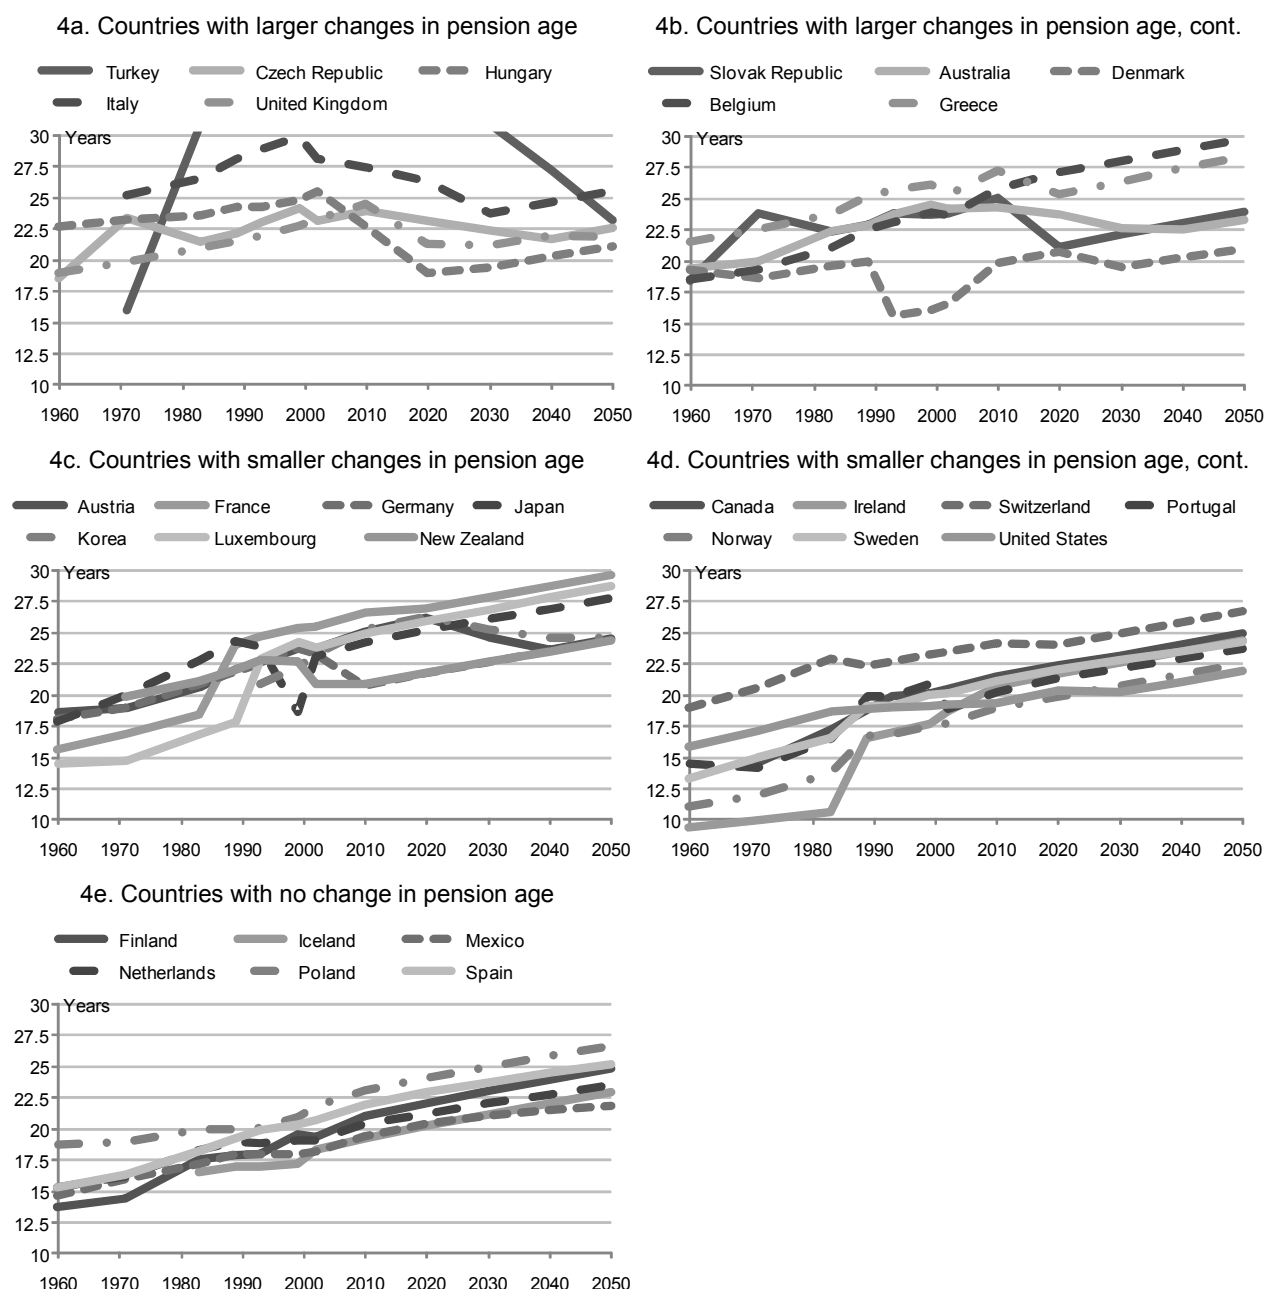 4a. Countries with larger changes in pension age
Turkey Czech Republic Hungary
Italy United Kingdom
30 Years
27.5
25
22.5
20
17.5
15
12.5
10
1960 1970 1980 1990 2000 2010 2020 2030 2040 2050
4b. Countries with larger changes in pension age, cont.
Slovak Republic Australia Denmark
Belgium Greece
30 Years
27.5
25
22.5
20
17.5
15
12.5
10
1960 1970 1980 1990 2000 2010 2020 2030 2040 2050
4c. Countries with smaller changes in pension age
Austria France Germany Japan
Korea Luxembourg New Zealand
30 Years
27.5
25
22.5
20
17.5
15
12.5
10
1960 1970 1980 1990 2000 2010 2020 2030 2040 2050
4d. Countries with smaller changes in pension age, cont.
Canada Ireland Switzerland Portugal
Norway Sweden United States
30 Years
27.5
25
22.5
20
17.5
15
12.5
10
1960 1970 1980 1990 2000 2010 2020 2030 2040 2050
4e. Countries with no change in pension age
Finland Iceland Mexico
Netherlands Poland Spain
30 Years
27.5
25
22.5
20
17.5
15
12.5
10
1960 1970 1980 1990 2000 2010 2020 2030 2040 2050